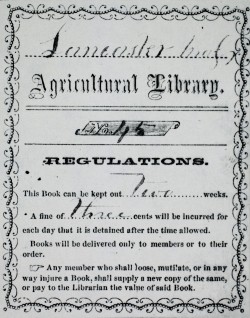 Lancaster
Agricultural Library.
No. 45
REGULATIONS.
This Book can be kept out Two weeks.
A fine of three cents will be incurred for
each day that it is detained after the time allowed.
Books will be delivered only to members or to their
order.
☞ Any member who shall loose, mutilate, or in any
way injure a Book, shall supply a new copy of the same,
or pay to the Librarian the value of said Book.